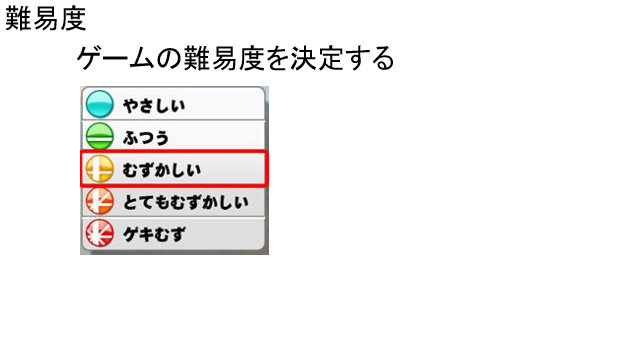 難易度
ゲームの難易度を決定する
やさしい
ふつう
むずかしい
とてもむずかしい
ゲキむず